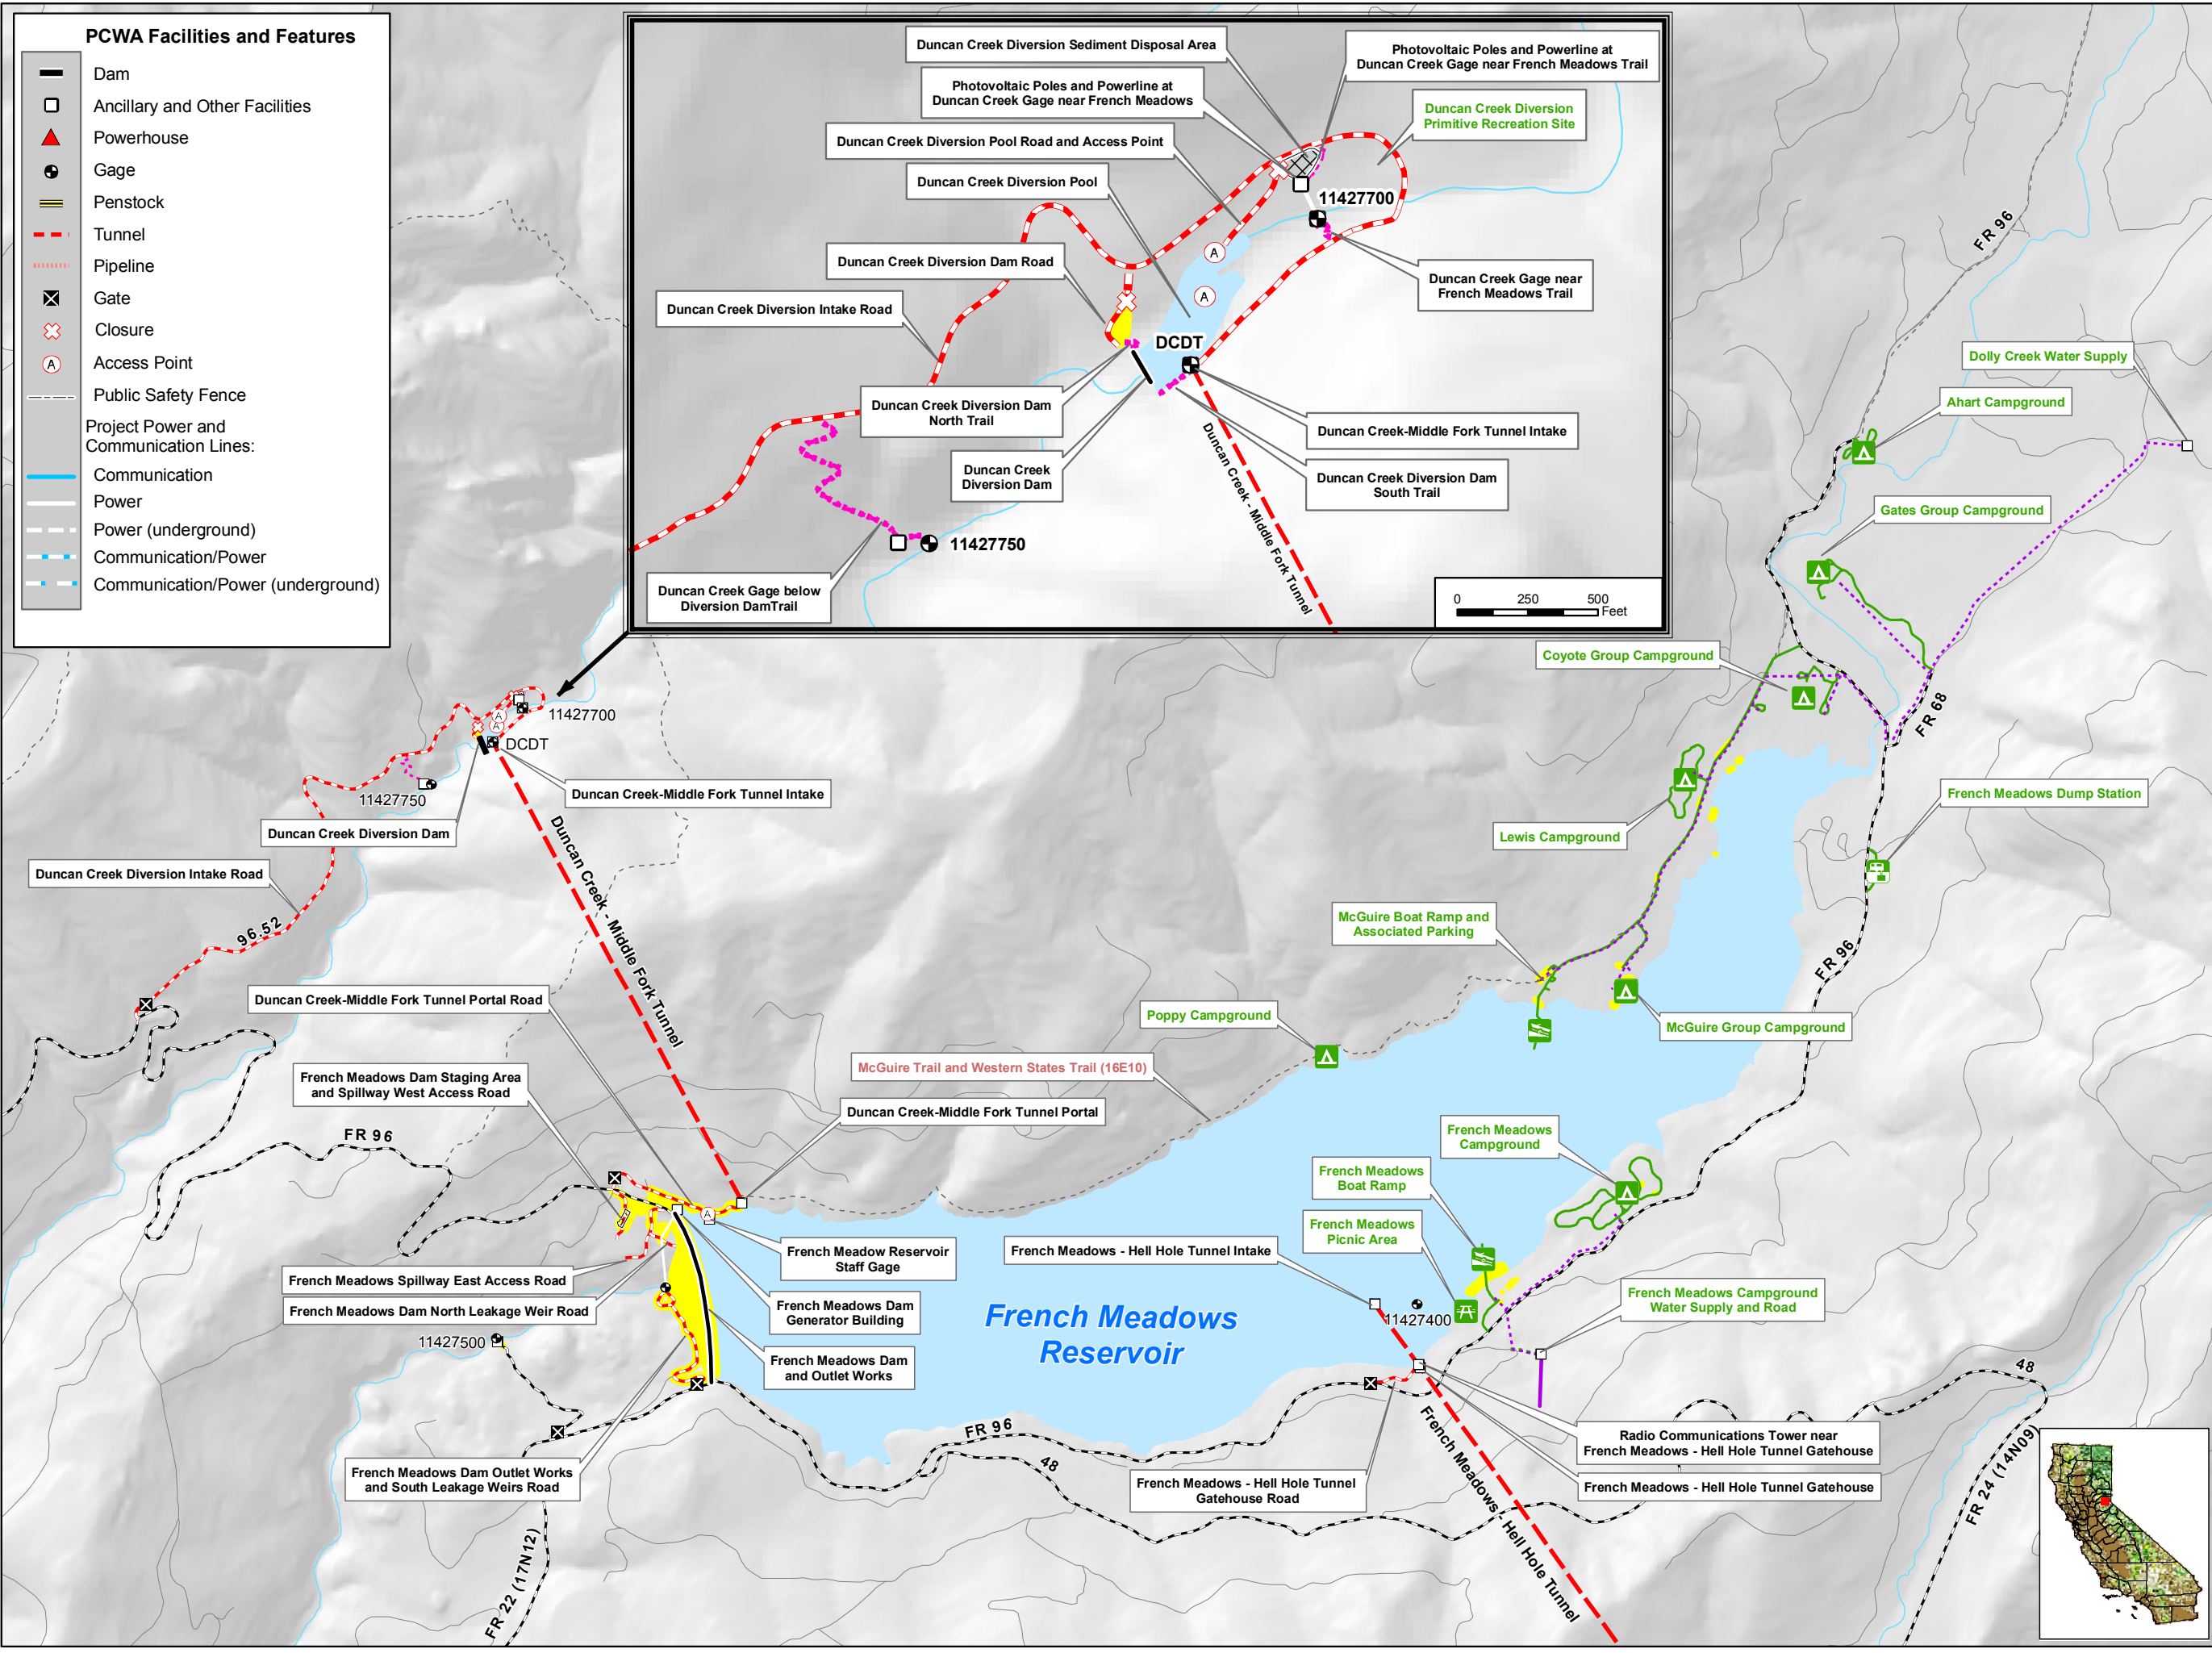 PCWA Facilities and Features
Dam
Ancillary and Other Facilities
Powerhouse
Gage
Penstock
Tunnel
Pipeline
Gate
Closure
A
Access Point
Public Safety Fence
Project Power and
Communication Lines:
Communication
Power
Power (underground)
Communication/Power
Communication/Power (underground)
Duncan Creek Diversion Sediment Disposal Area
Photovoltaic Poles and Powerline at
Duncan Creek Gage near French Meadows Trail
Photovoltaic Poles and Powerline at
Duncan Creek Gage near French Meadows
Duncan Creek Diversion
Primitive Recreation Site
Duncan Creek Diversion Pool Road and Access Point
Duncan Creek Diversion Pool
11427700
A
A
Duncan Creek Diversion Dam Road
Duncan Creek Gage near
French Meadows Trail
Duncan Creek Diversion Intake Road
DCDT
Duncan Creek Diversion Dam
North Trail
Duncan Creek-Middle Fork Tunnel Intake
Duncan Creek
Diversion Dam
Duncan Creek Diversion Dam
South Trail
Duncan Creek - Middle Fork Tunnel
11427750
Duncan Creek Gage below
Diversion DamTrail
0 250 500
Feet
FR 96
Dolly Creek Water Supply
Ahart Campground
Gates Group Campground
Coyote Group Campground
FR 68
11427700
A
A
DCDT
11427750
Duncan Creek-Middle Fork Tunnel Intake
Duncan Creek Diversion Dam
French Meadows Dump Station
Lewis Campground
Duncan Creek Diversion Intake Road
96.52
Duncan Creek - Middle Fork Tunnel
McGuire Boat Ramp and
Associated Parking
FR 96
Duncan Creek-Middle Fork Tunnel Portal Road
Poppy Campground
McGuire Group Campground
McGuire Trail and Western States Trail (16E10)
French Meadows Dam Staging Area
and Spillway West Access Road
Duncan Creek-Middle Fork Tunnel Portal
FR 96
French Meadows
Campground
French Meadows
Boat Ramp
French Meadows
Picnic Area
A
French Meadow Reservoir
Staff Gage
French Meadows - Hell Hole Tunnel Intake
French Meadows Spillway East Access Road
French Meadows Dam North Leakage Weir Road
French Meadows Dam
Generator Building
French Meadows
Reservoir
11427400
French Meadows Campground
Water Supply and Road
11427500
French Meadows Dam
and Outlet Works
48
FR 96
48
French Meadows Dam Outlet Works
and South Leakage Weirs Road
French Meadows - Hell Hole Tunnel
Gatehouse Road
Radio Communications Tower near
French Meadows - Hell Hole Tunnel Gatehouse
French Meadows - Hell Hole Tunnel Gatehouse
French Meadows - Hell Hole Tunnel
FR 22 (17N12)
FR 24 (14N09)